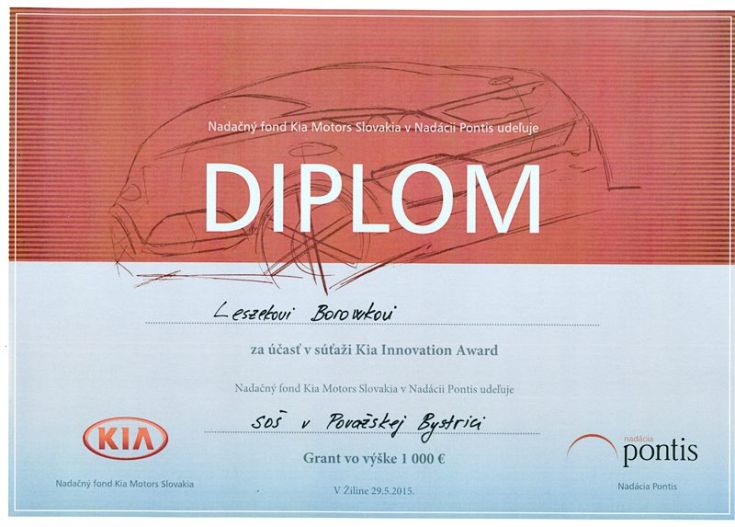 Nadačný fond Kia Motors Slovakia v Nadácii Pontis udeľuje
DIPLOM
Leszekovi Borowkovi
za účasť v súťaži Kia Innovation Award
Nadačný fond Kia Motors Slovakia v Nadácii Pontis udeľuje
SOŠ v Považskej Bystrici
Grant vo výške 1 000 €
V Žiline 29.5.2015.
KIA
Nadačný fond Kia Motors Slovakia
nadácia
pontis
Nadácia Pontis